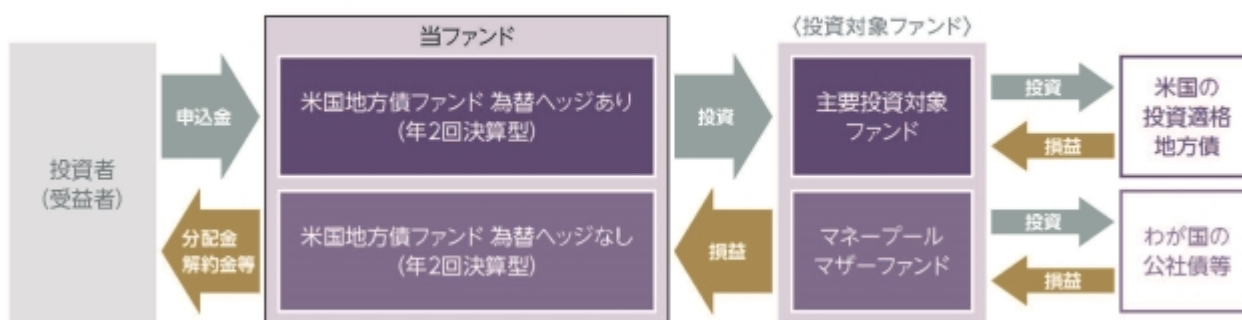 投資者
(受益者)
申込金
分配金
解約金等
当ファンド
米国地方債ファンド 為替ヘッジあり
(年2回決算型)
米国地方債ファンド 為替ヘッジなし
(年2回決算型)
投資
損益
〈投資対象ファンド〉
主要投資対象
ファンド
マネープール
マザーファンド
投資
損益
投資
損益
米国の
投資適格
地方債
わが国の
公社債等